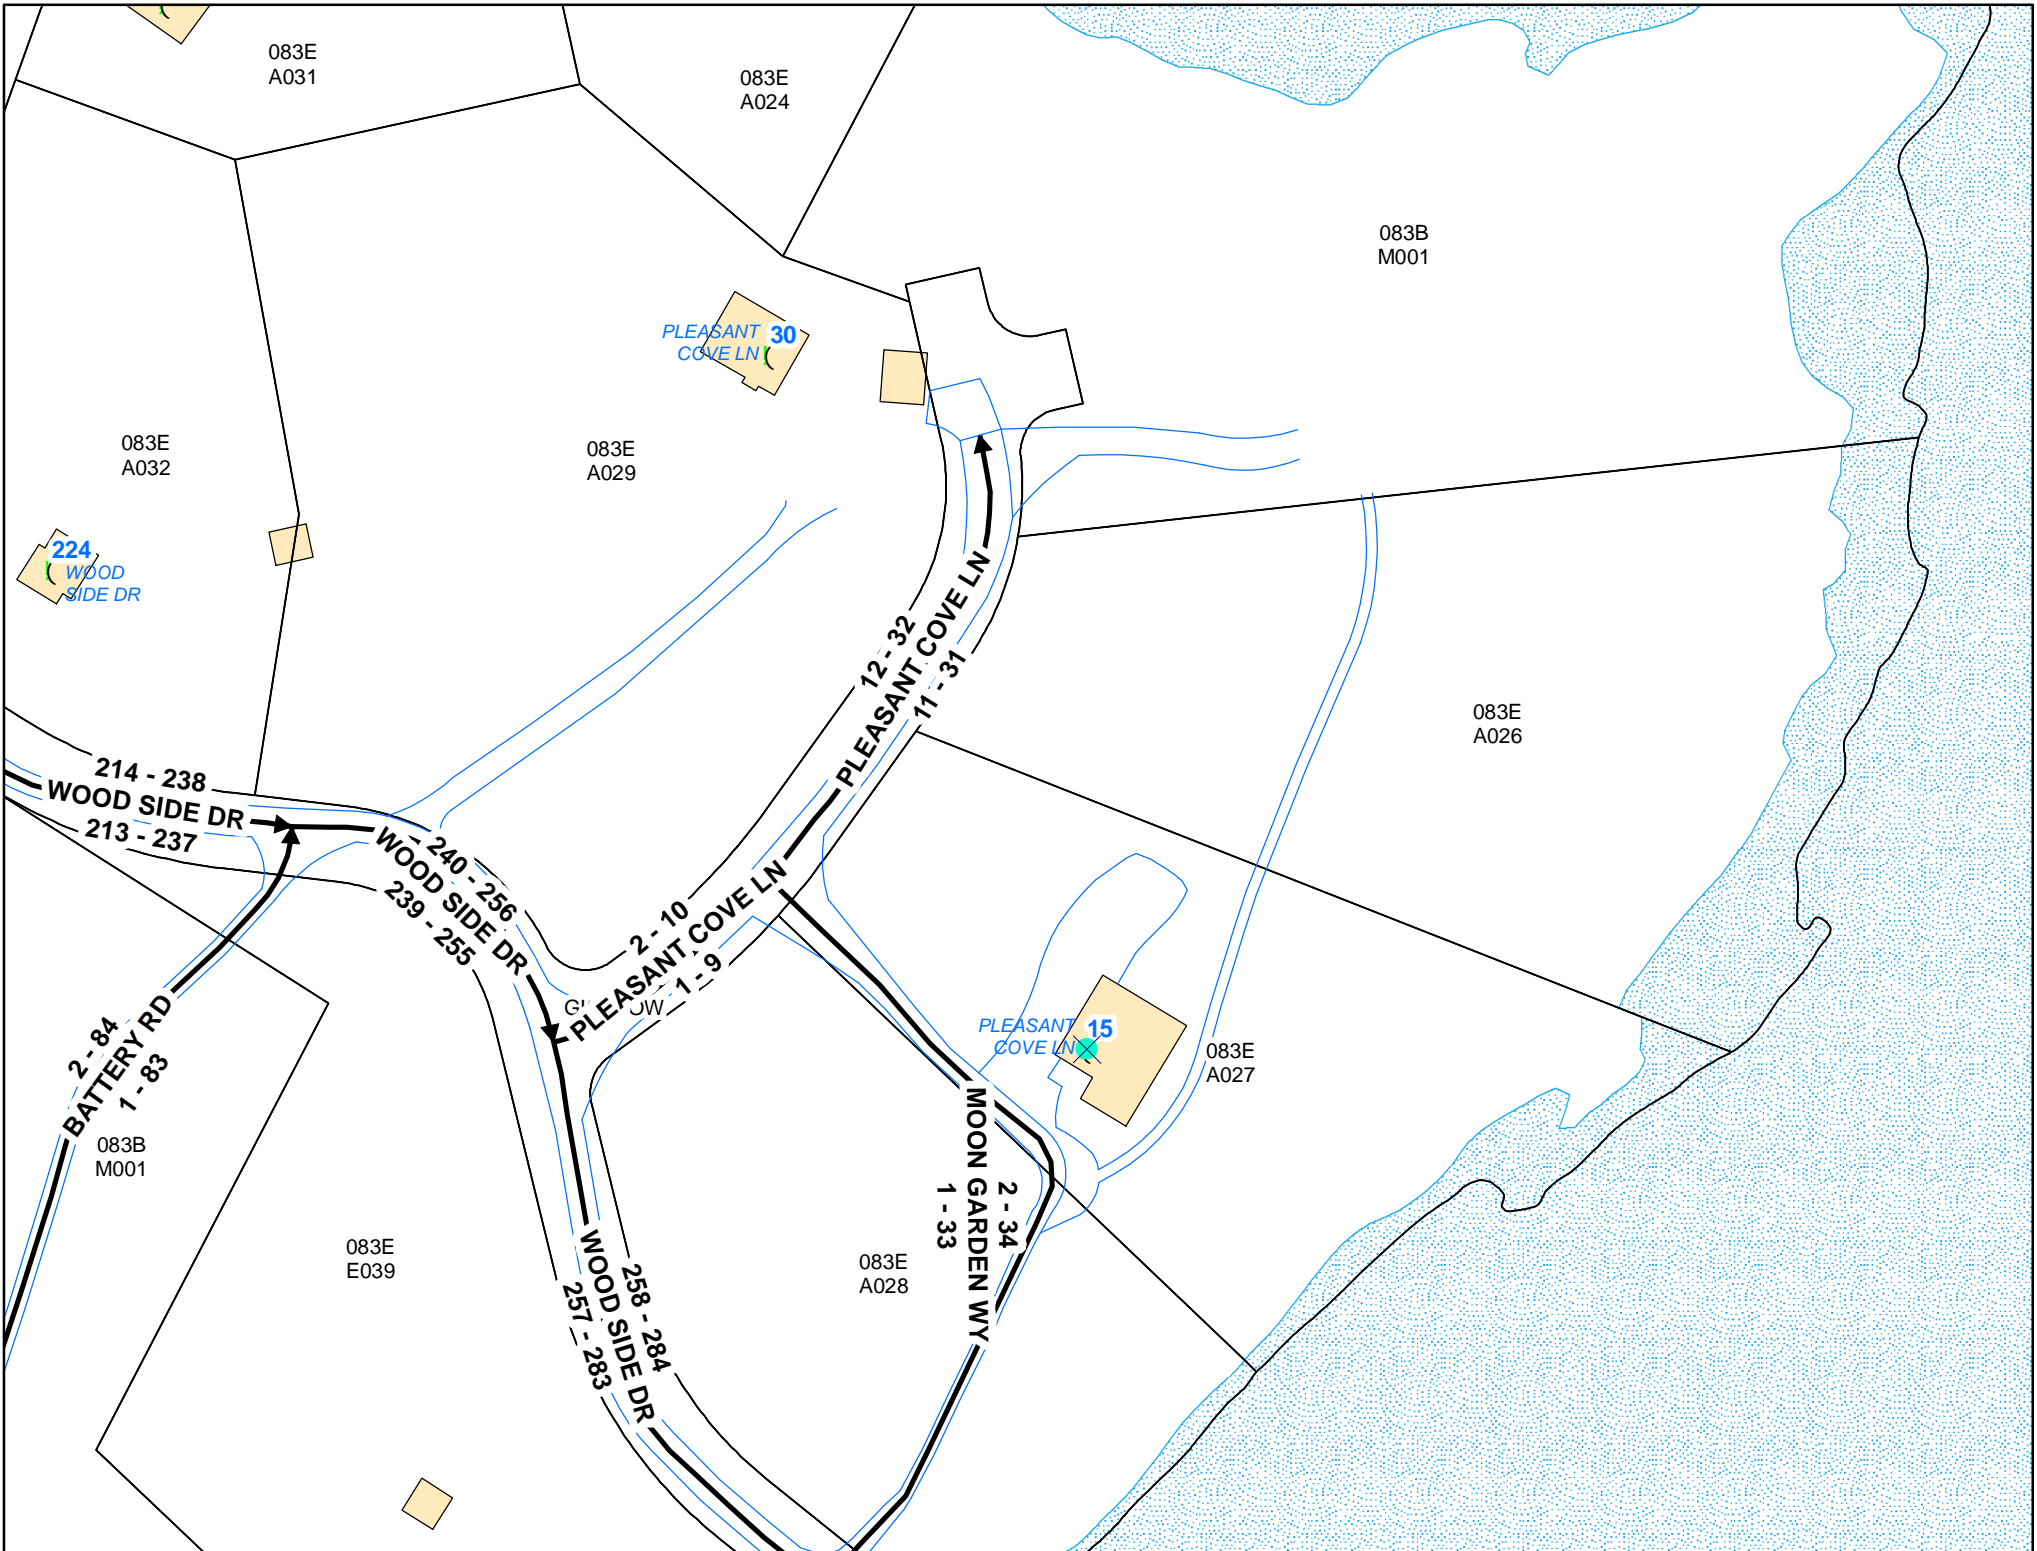 083E
A031
083E
A024
083B
M001
PLEASANT
COVE LN
30
083E
A032
083E
A029
224
WOOD
SIDE DR
12 - 32
PLEASANT COVE LN
11 - 31
083E
A026
214 - 238
WOOD SIDE DR
213 - 237
240 - 256
WOOD SIDE DR
239 - 255
2 - 10
PLEASANT COVE LN
1 - 9
2 - 84
BATTERY RD
1 - 83
PLEASANT
COVE LN
15
083E
A027
083B
M001
2 - 34
MOON GARDEN WY
1 - 33
083E
E039
083E
A028
258 - 284
WOOD SIDE DR
257 - 283